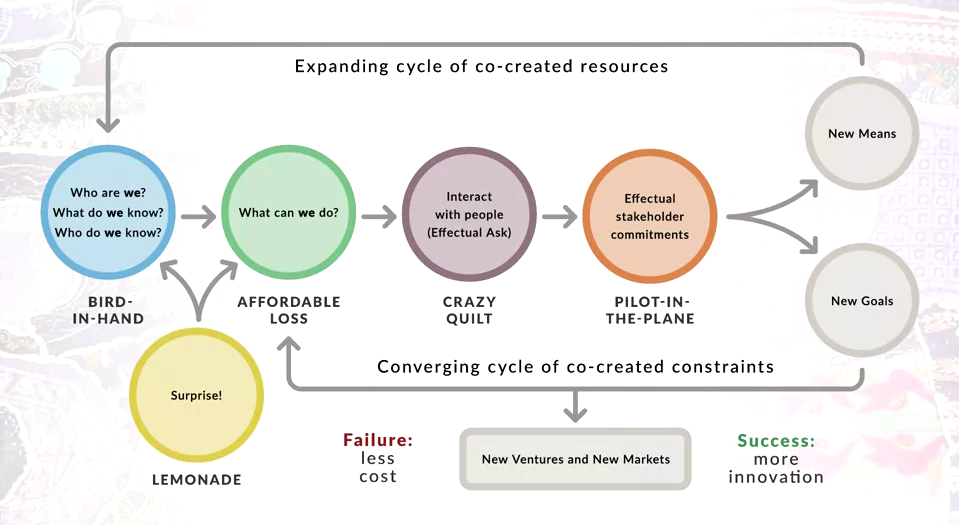 Expanding cycle of co-created resources
New Means
Who are we?
What do we know?
Who do we know?
What can we do?
Interact
with people
(Effectual Ask)
Effectual
stakeholder
commitments
New Goals
BIRD-
IN-HAND
AFFORDABLE
LOSS
CRAZY
QUILT
PILOT-IN-
THE-PLANE
Surprise!
LEMONADE
Converging cycle of co-created constraints
Failure:
less
cost
New Ventures and New Markets
Success:
more
innovation